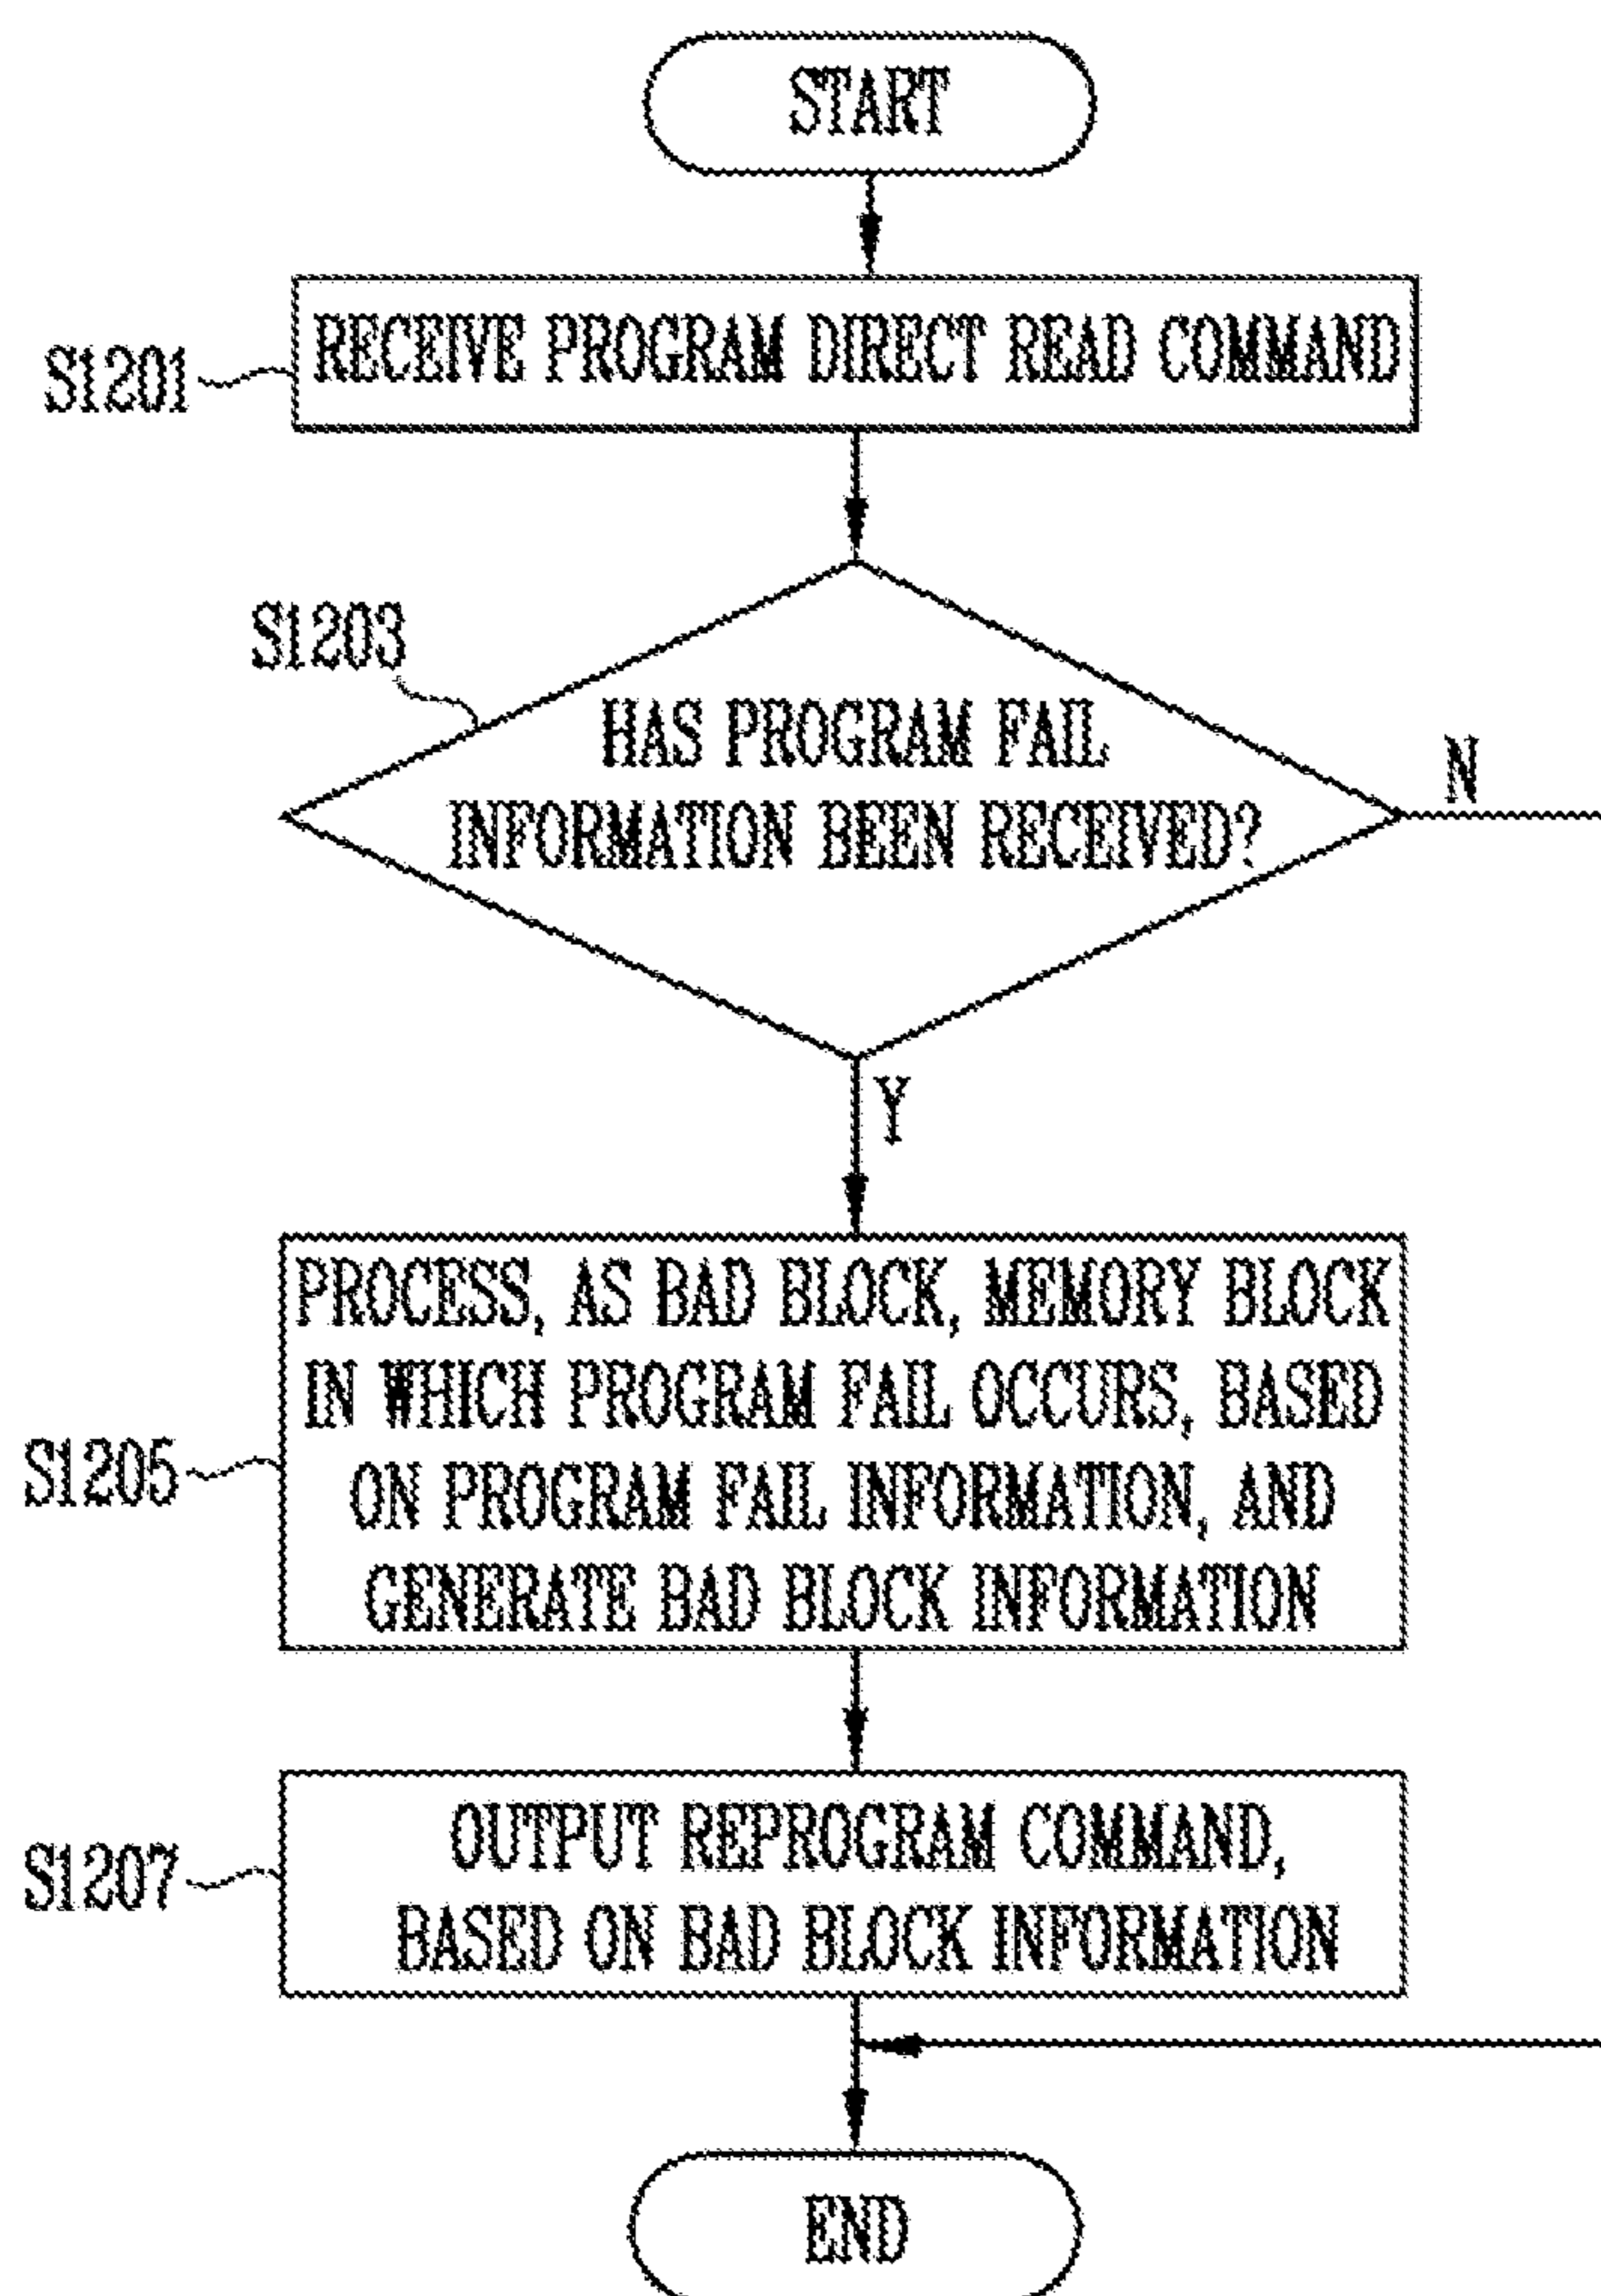 START
S1201
RECEIVE PROGRAM DIRECT READ COMMAND
S1203
HAS PROGRAM FAIL
INFORMATION BEEN RECEIVED?
N
Y
S1205
PROCESS, AS BAD BLOCK, MEMORY BLOCK
IN WHICH PROGRAM FAIL OCCURS, BASED
ON PROGRAM FAIL INFORMATION, AND
GENERATE BAD BLOCK INFORMATION
S1207
OUTPUT REPROGRAM COMMAND,
BASED ON BAD BLOCK INFORMATION
END